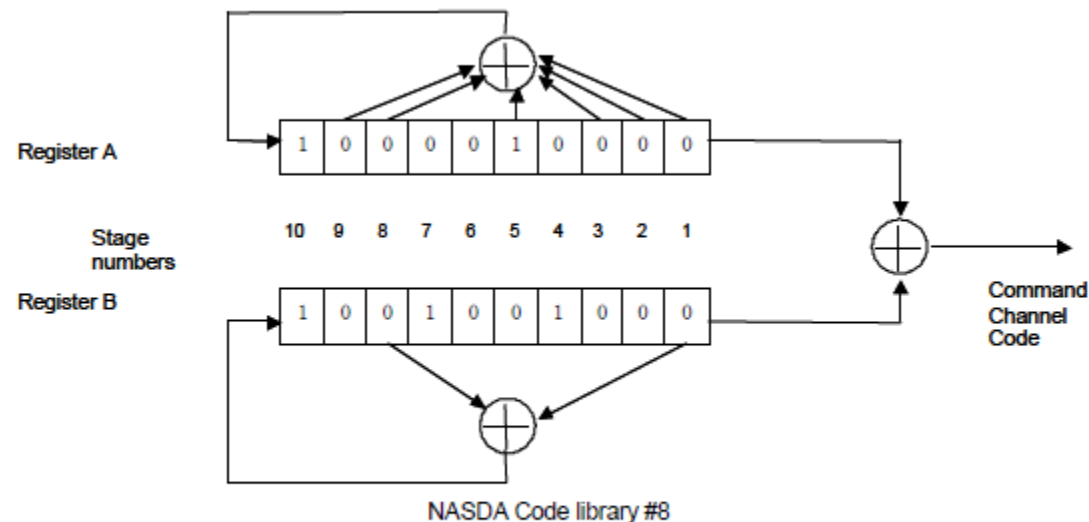 Register A
1 0 0 0 0 1 0 0 0 0
Stage
numbers
10 9 8 7 6 5 4 3 2 1
Register B
1 0 0 1 0 0 1 0 0 0
Command
Channel
Code
NASDA Code library #8